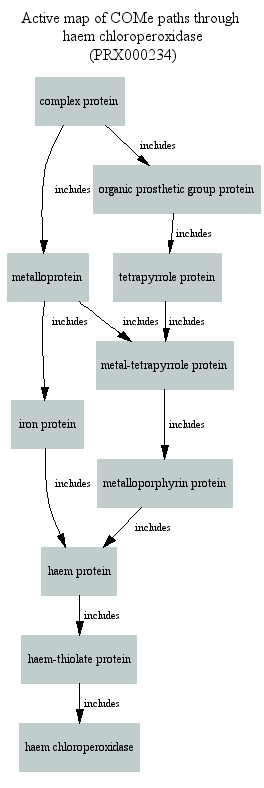 Active map of COMe paths through
haem chloroperoxidase
(PRX000234)
complex protein
includes
includes
organic prosthetic group protein
includes
metalloprotein
tetrapyrrole protein
includes
includes
includes
metal-tetrapyrrole protein
iron protein
includes
includes
metalloporphyrin protein
includes
haem protein
includes
haem-thiolate protein
includes
haem chloroperoxidase